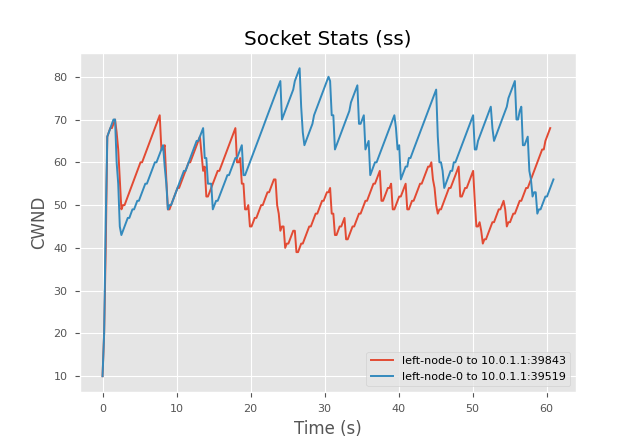 Socket Stats (ss)
CWND
80
70
60
50
40
30
20
10
0 10 20 30 40 50 60
Time (s)
left-node-0 to 10.0.1.1:39843
left-node-0 to 10.0.1.1:39519